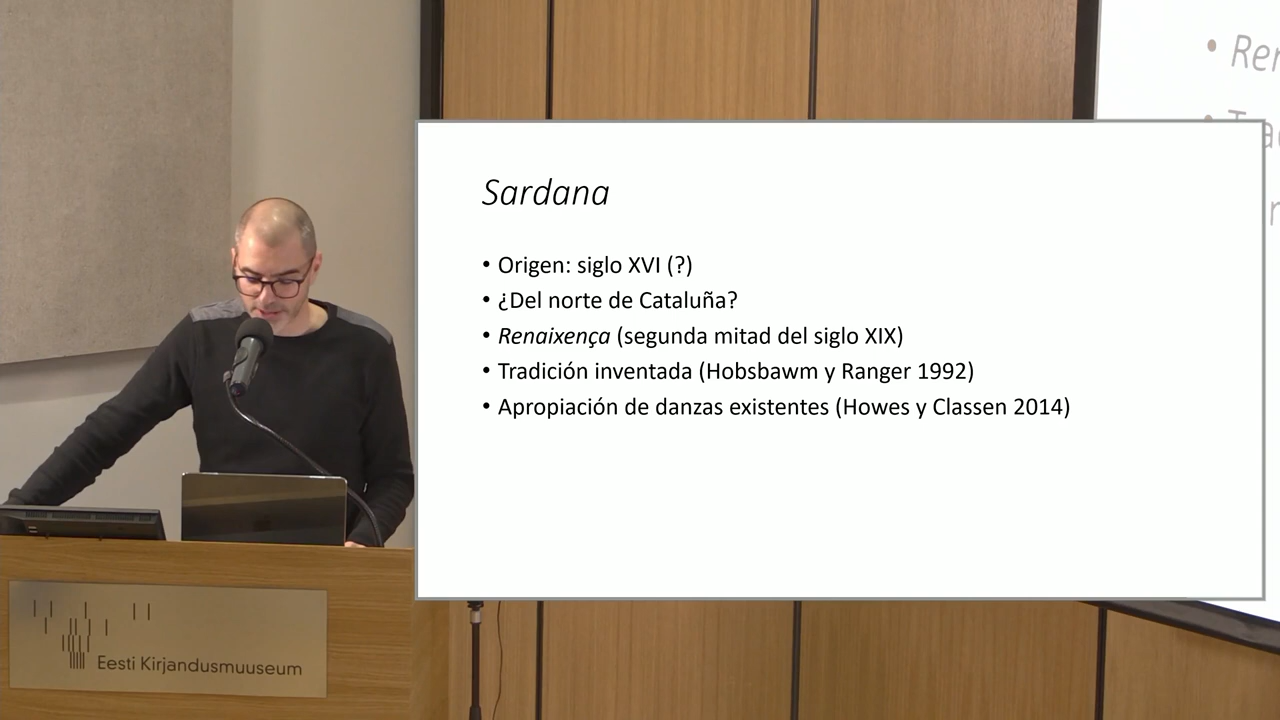 Sardana
• Origen: siglo XVI (?)
• ¿Del norte de Cataluña?
• Renaixença (segunda mitad del siglo XIX)
• Tradición inventada (Hobsbawm y Ranger 1992)
• Apropiación de danzas existentes (Howes y Classen 2014)
Eesti Kirjandusmuuseum